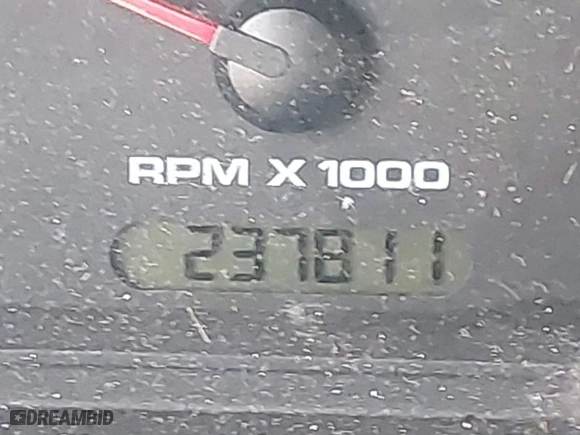 RPM X 1000
237811
DREAMBID